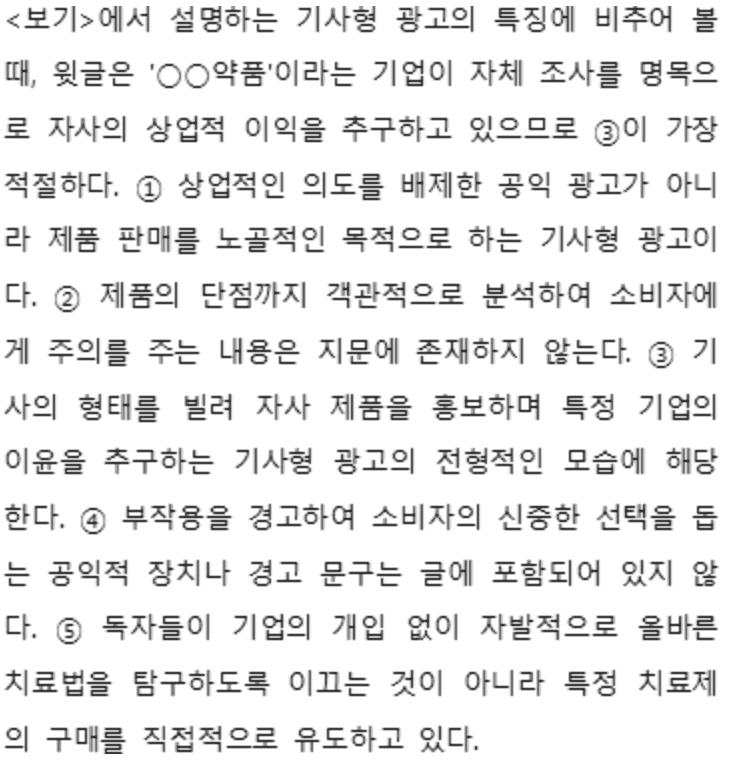 <보기>에서 설명하는 기사형 광고의 특징에 비추어 볼
때, 윗글은 '○○약품'이라는 기업이 자체 조사를 명목으
로 자사의 상업적 이익을 추구하고 있으므로 ③이 가장
적절하다. ① 상업적인 의도를 배제한 공익 광고가 아니
라 제품 판매를 노골적인 목적으로 하는 기사형 광고이
다. ② 제품의 단점까지 객관적으로 분석하여 소비자에
게 주의를 주는 내용은 지문에 존재하지 않는다. ③ 기
사의 형태를 빌려 자사 제품을 홍보하며 특정 기업의
이윤을 추구하는 기사형 광고의 전형적인 모습에 해당
한다. ④ 부작용을 경고하여 소비자의 신중한 선택을 돕
는 공익적 장치나 경고 문구는 글에 포함되어 있지 않
다. ⑤ 독자들이 기업의 개입 없이 자발적으로 올바른
치료법을 탐구하도록 이끄는 것이 아니라 특정 치료제
의 구매를 직접적으로 유도하고 있다.